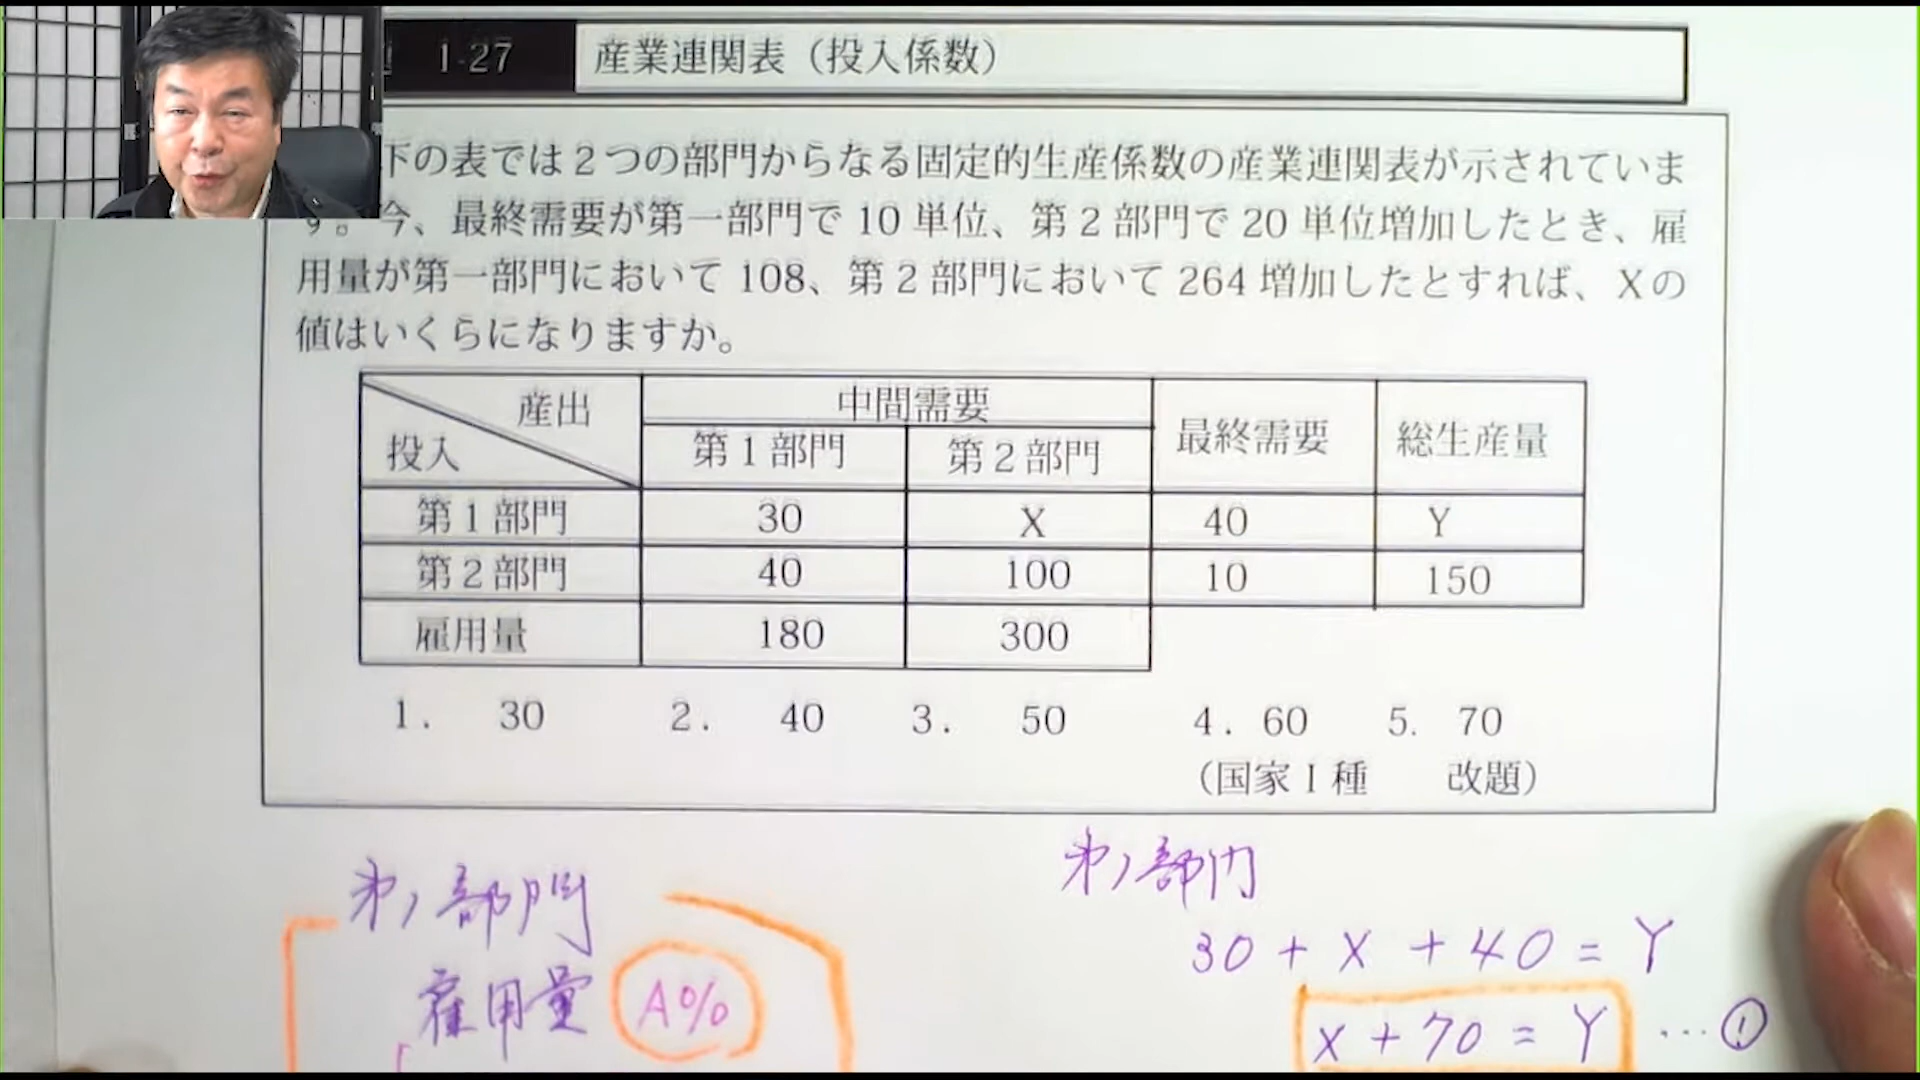 1-27 産業連関表（投入係数）
下の表では２つの部門からなる固定的生産係数の産業連関表が示されていま
す。今、最終需要が第一部門で 10 単位、第２部門で 20 単位増加したとき、雇
用量が第一部門において 108、第２部門において 264 増加したとすれば、Ｘの
値はいくらになりますか。
産出 中間需要
投入 第１部門 第２部門 最終需要 総生産量
第１部門 30 X 40 Y
第２部門 40 100 10 150
雇用量 180 300
1. 30 2. 40 3. 50 4. 60 5. 70
（国家Ⅰ種 改題）
第1部門
雇用量 A%
第1部門
30 + X + 40 = Y
X + 70 = Y …①